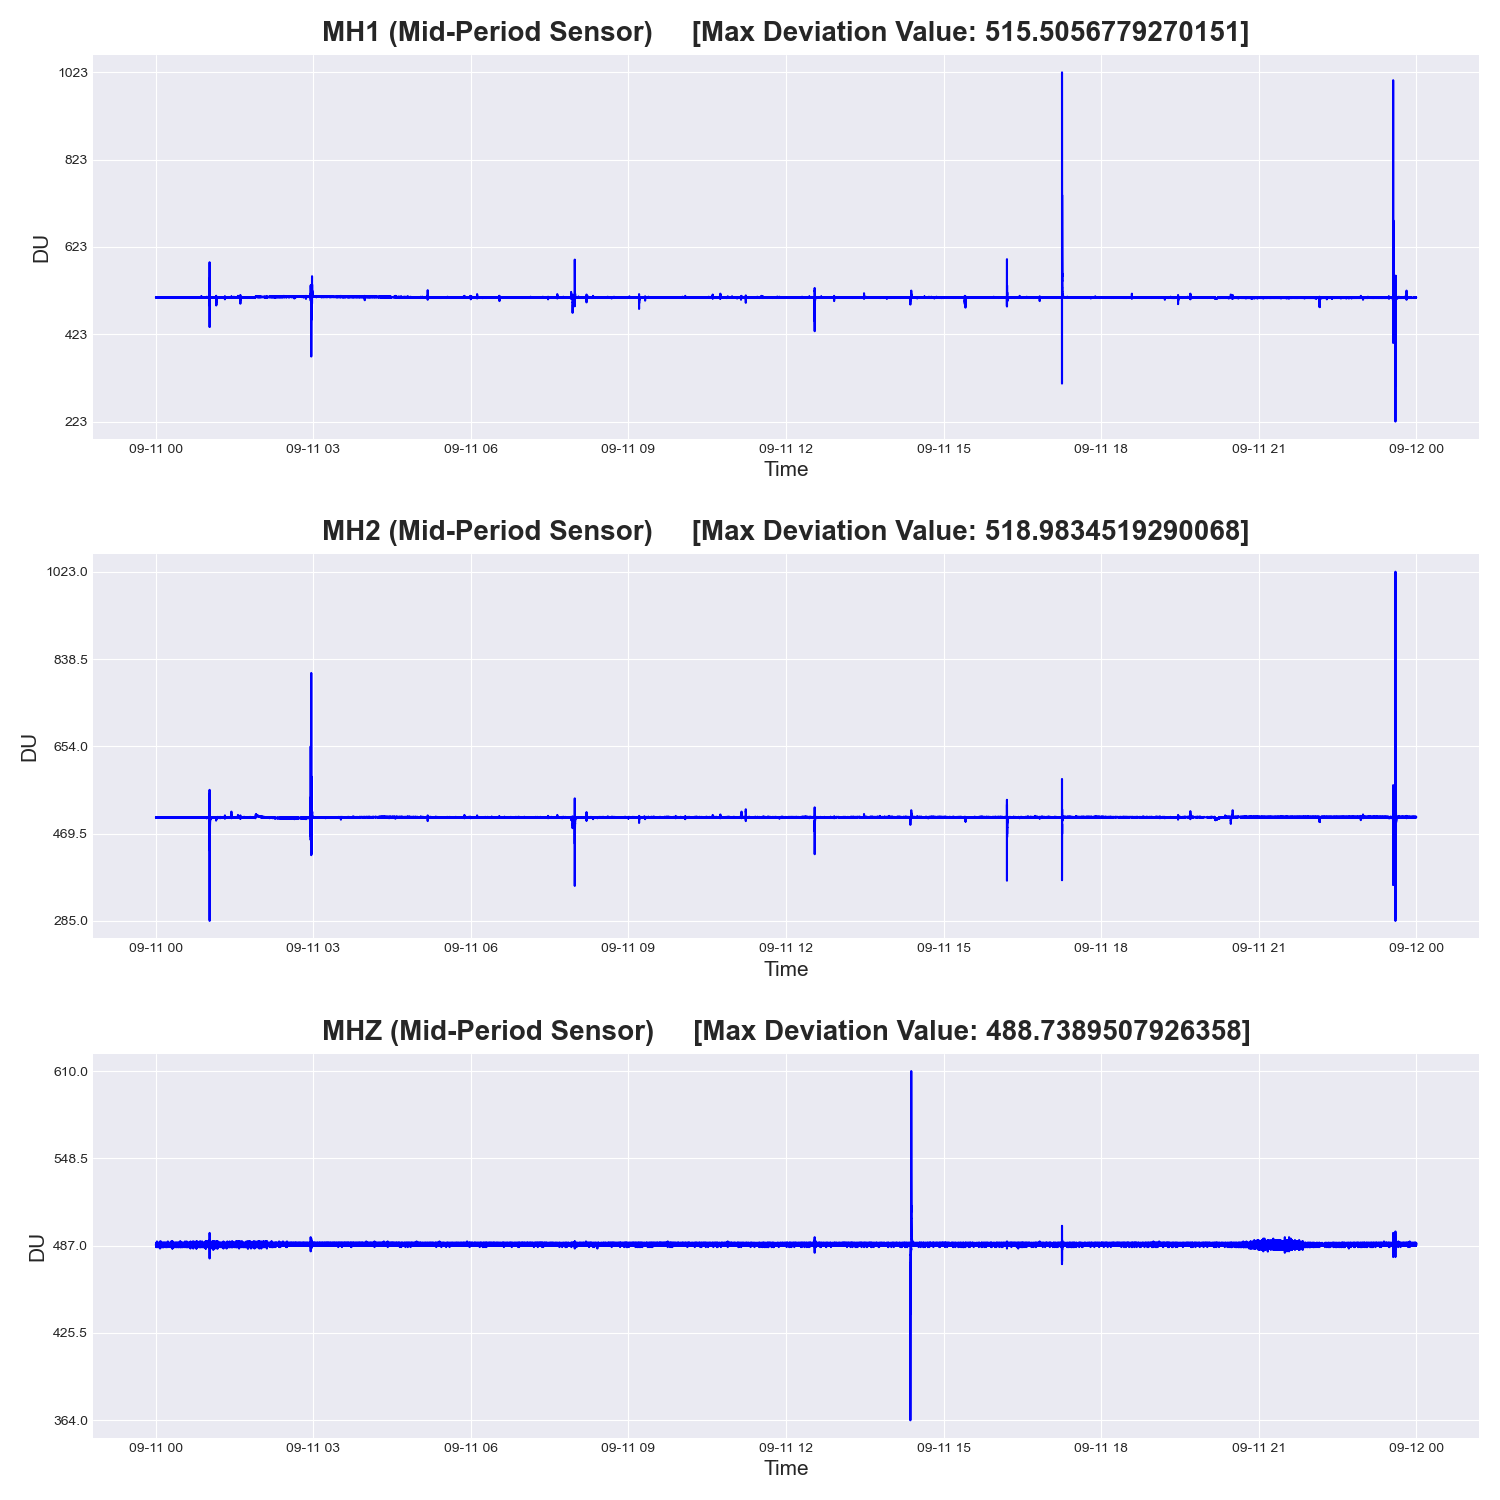 MH1 (Mid-Period Sensor) [Max Deviation Value: 515.5056779270151]
1023
823
623
423
223
DU
09-11 00 09-11 03 09-11 06 09-11 09 09-11 12 09-11 15 09-11 18 09-11 21 09-12 00
Time
MH2 (Mid-Period Sensor) [Max Deviation Value: 518.9834519290068]
1023.0
838.5
654.0
469.5
285.0
DU
09-11 00 09-11 03 09-11 06 09-11 09 09-11 12 09-11 15 09-11 18 09-11 21 09-12 00
Time
MHZ (Mid-Period Sensor) [Max Deviation Value: 488.7389507926358]
610.0
548.5
487.0
425.5
364.0
DU
09-11 00 09-11 03 09-11 06 09-11 09 09-11 12 09-11 15 09-11 18 09-11 21 09-12 00
Time